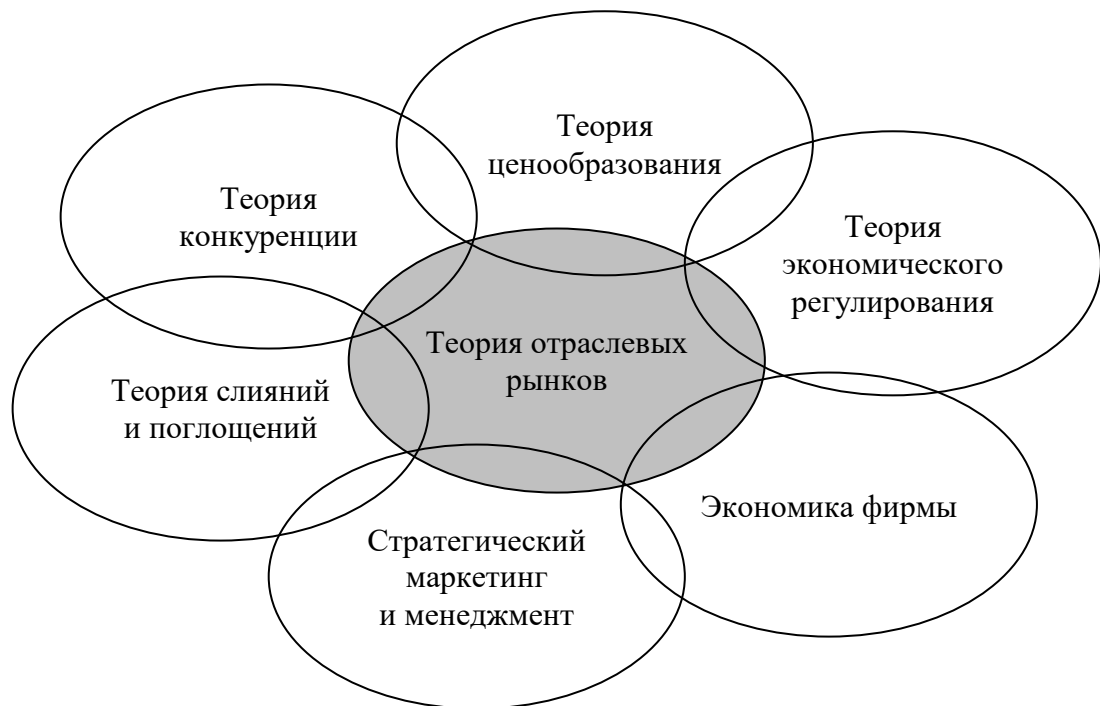 Теория
ценообразования
Теория
конкуренции
Теория
экономического
регулирования
Теория отраслевых
рынков
Теория слияний
и поглощений
Экономика фирмы
Стратегический
маркетинг
и менеджмент